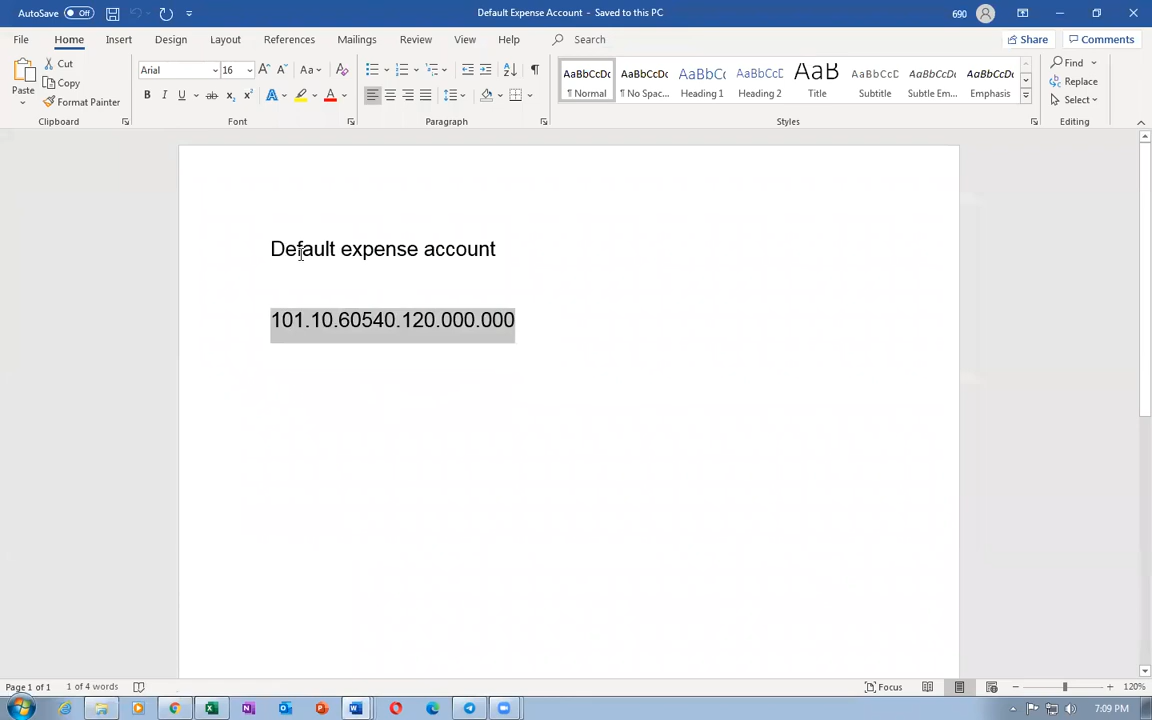 AutoSave Off
Default Expense Account - Saved to this PC
690
File Home Insert Design Layout References Mailings Review View Help Search
Share Comments
Paste
Cut
Copy
Format Painter
Clipboard
Arial 16
Font
Paragraph
AaBbCcDc AaBbCcDc AaBbC AaBbCcD AaB AaBbCcD AaBbCcDc AaBbCcDc
¶ Normal ¶ No Spac... Heading 1 Heading 2 Title Subtitle Subtle Em... Emphasis
Styles
Find
Replace
Select
Editing
Default expense account
101.10.60540.120.000.000
Page 1 of 1 1 of 4 words Focus 120%
7:09 PM